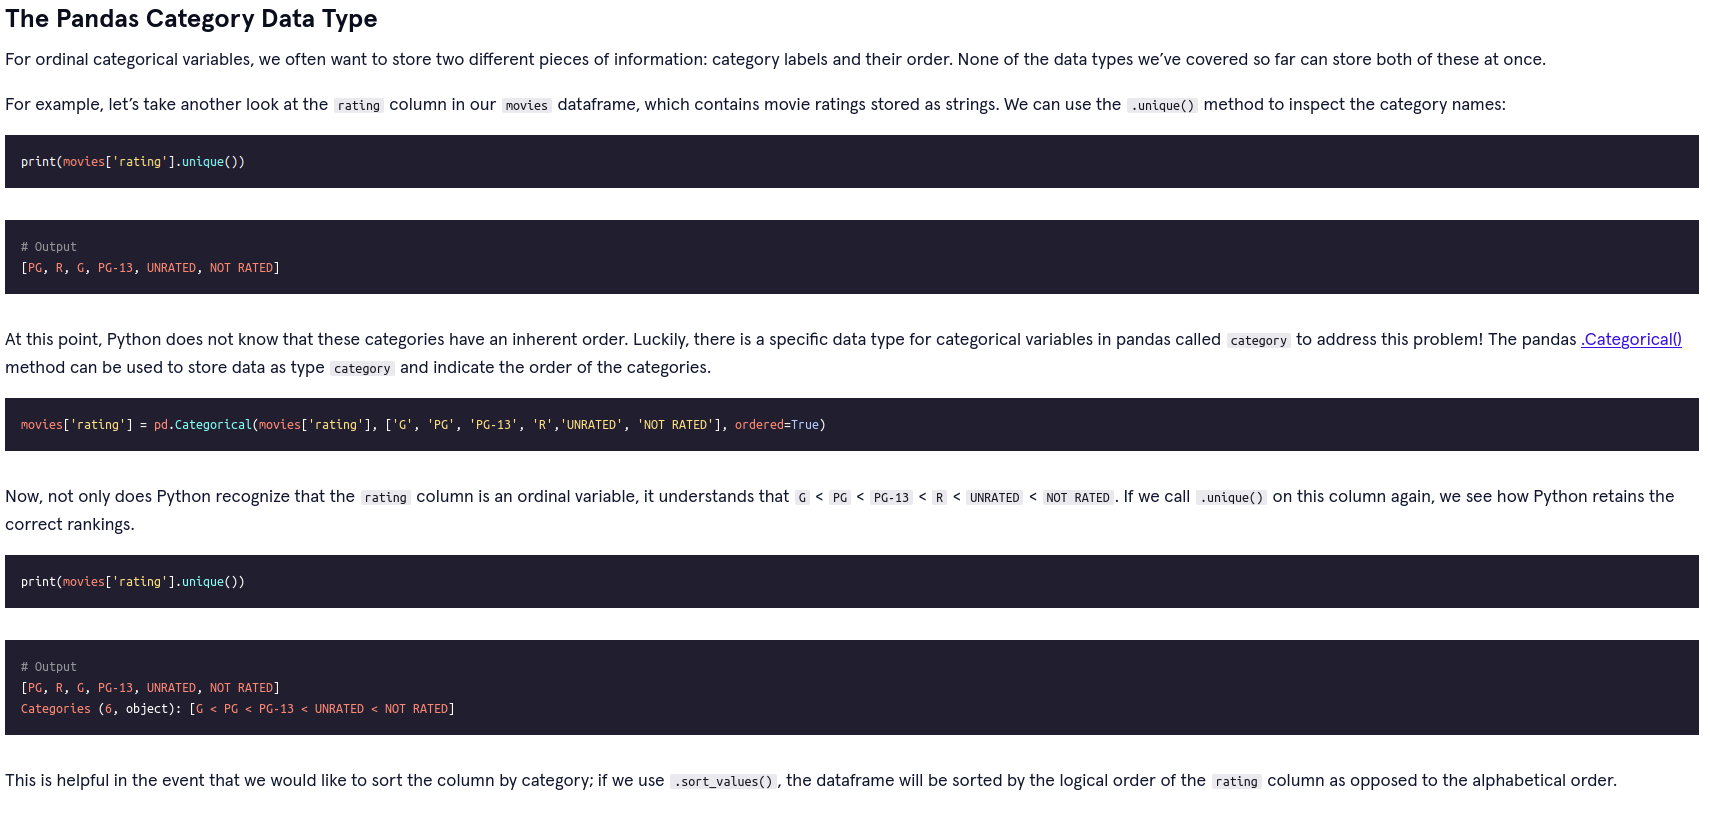 The Pandas Category Data Type
For ordinal categorical variables, we often want to store two different pieces of information: category labels and their order. None of the data types we’ve covered so far can store both of these at once.
For example, let’s take another look at the rating column in our movies dataframe, which contains movie ratings stored as strings. We can use the .unique() method to inspect the category names:
print(movies['rating'].unique())
# Output
[PG, R, G, PG-13, UNRATED, NOT RATED]
At this point, Python does not know that these categories have an inherent order. Luckily, there is a specific data type for categorical variables in pandas called category to address this problem! The pandas .Categorical()
method can be used to store data as type category and indicate the order of the categories.
movies['rating'] = pd.Categorical(movies['rating'], ['G', 'PG', 'PG-13', 'R','UNRATED', 'NOT RATED'], ordered=True)
Now, not only does Python recognize that the rating column is an ordinal variable, it understands that G < PG < PG-13 < R < UNRATED < NOT RATED. If we call .unique() on this column again, we see how Python retains the
correct rankings.
print(movies['rating'].unique())
# Output
[PG, R, G, PG-13, UNRATED, NOT RATED]
Categories (6, object): [G < PG < PG-13 < UNRATED < NOT RATED]
This is helpful in the event that we would like to sort the column by category; if we use .sort_values(), the dataframe will be sorted by the logical order of the rating column as opposed to the alphabetical order.